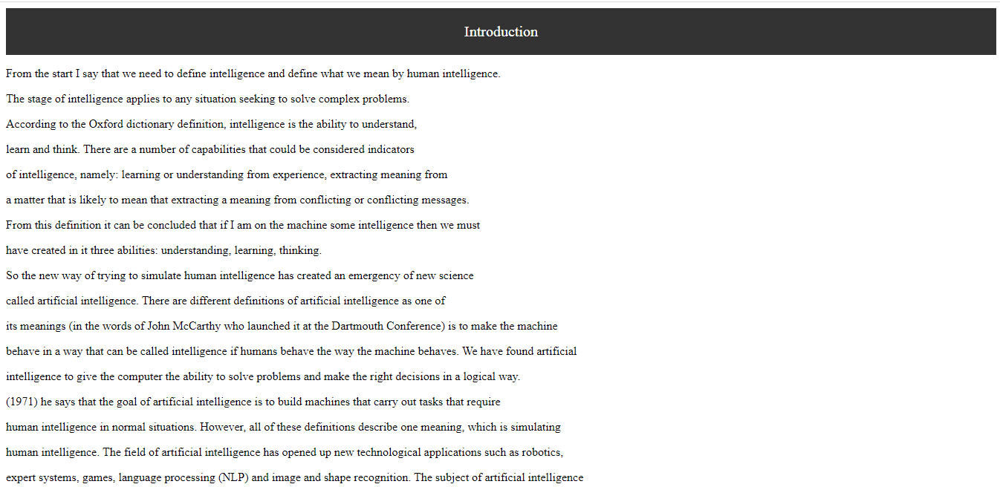 Introduction
From the start I say that we need to define intelligence and define what we mean by human intelligence.
The stage of intelligence applies to any situation seeking to solve complex problems.
According to the Oxford dictionary definition, intelligence is the ability to understand,
learn and think. There are a number of capabilities that could be considered indicators
of intelligence, namely: learning or understanding from experience, extracting meaning from
a matter that is likely to mean that extracting a meaning from conflicting or conflicting messages.
From this definition it can be concluded that if I am on the machine some intelligence then we must
have created in it three abilities: understanding, learning, thinking.
So the new way of trying to simulate human intelligence has created an emergency of new science
called artificial intelligence. There are different definitions of artificial intelligence as one of
its meanings (in the words of John McCarthy who launched it at the Dartmouth Conference) is to make the machine
behave in a way that can be called intelligence if humans behave the way the machine behaves. We have found artificial
intelligence to give the computer the ability to solve problems and make the right decisions in a logical way.
(1971) he says that the goal of artificial intelligence is to build machines that carry out tasks that require
human intelligence in normal situations. However, all of these definitions describe one meaning, which is simulating
human intelligence. The field of artificial intelligence has opened up new technological applications such as robotics,
expert systems, games, language processing (NLP) and image and shape recognition. The subject of artificial intelligence